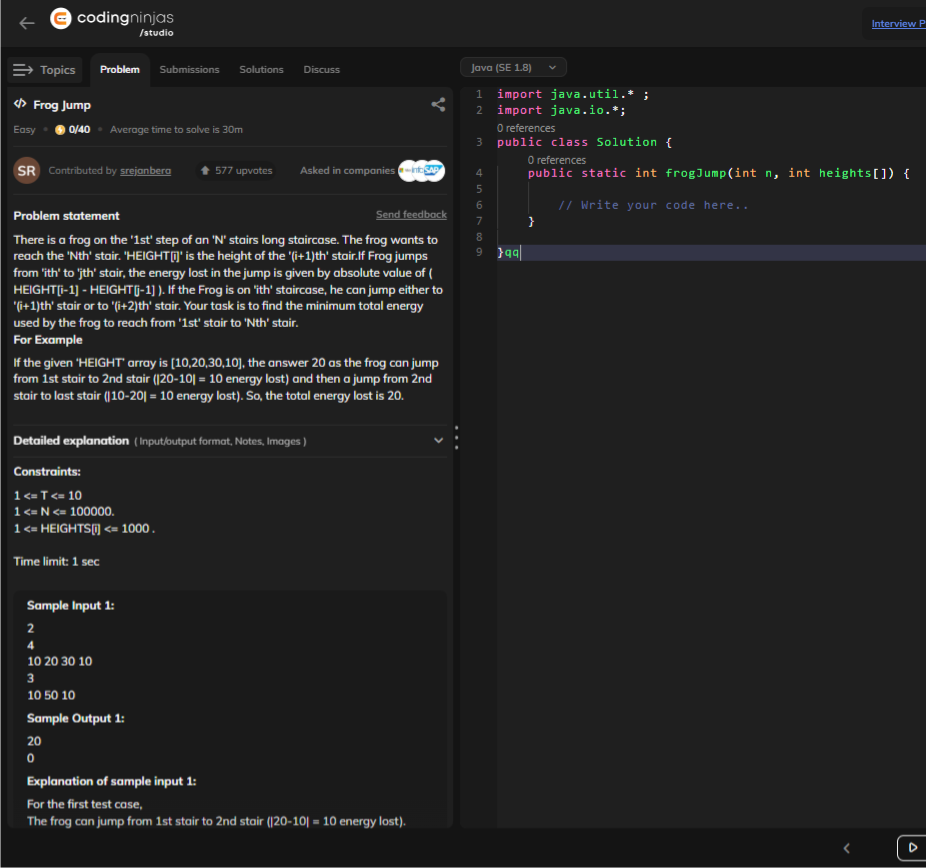 codingninjas
/studio
Interview P
Topics
Problem
Submissions
Solutions
Discuss
Java (SE 1.8)
Frog Jump
Easy
0/40
Average time to solve is 30m
SR
Contributed by srejanbera
577 upvotes
Asked in companies
SAP
Problem statement
Send feedback
There is a frog on the '1st' step of an 'N' stairs long staircase. The frog wants to
reach the 'Nth' stair. 'HEIGHT[i]' is the height of the '(i+1)th' stair.If Frog jumps
from 'ith' to 'jth' stair, the energy lost in the jump is given by absolute value of (
HEIGHT[i-1] - HEIGHT[j-1] ). If the Frog is on 'ith' staircase, he can jump either to
'(i+1)th' stair or to '(i+2)th' stair. Your task is to find the minimum total energy
used by the frog to reach from '1st' stair to 'Nth' stair.
For Example
If the given 'HEIGHT' array is [10,20,30,10], the answer 20 as the frog can jump
from 1st stair to 2nd stair (|20-10| = 10 energy lost) and then a jump from 2nd
stair to last stair (|10-20| = 10 energy lost). So, the total energy lost is 20.
Detailed explanation ( Input/output format, Notes, Images )
Constraints:
1 <= T <= 10
1 <= N <= 100000.
1 <= HEIGHTS[i] <= 1000 .
Time limit: 1 sec
Sample Input 1:
2
4
10 20 30 10
3
10 50 10
Sample Output 1:
20
0
Explanation of sample input 1:
For the first test case,
The frog can jump from 1st stair to 2nd stair (|20-10| = 10 energy lost).
1 import java.util.* ;
2 import java.io.*;
0 references
3 public class Solution {
0 references
4 public static int frogJump(int n, int heights[]) {
5
6 // Write your code here..
7 }
8
9 }qq